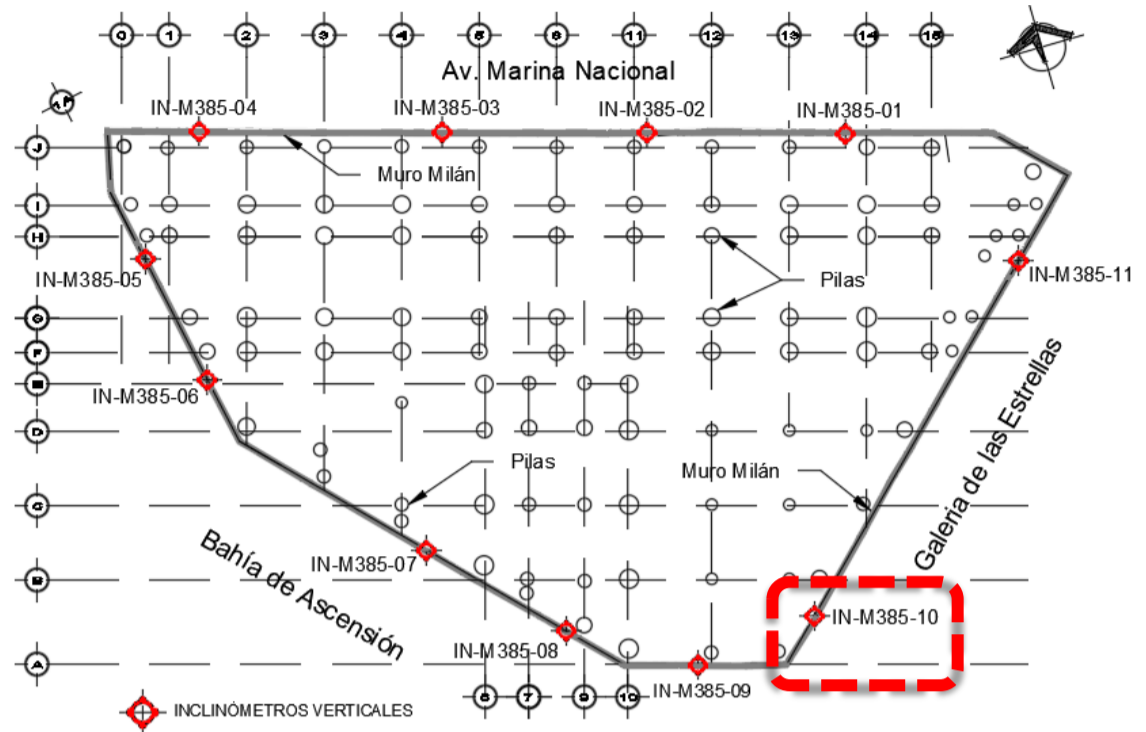 0 1 2 3 4 5 11 12 13 14 15
Av. Marina Nacional
IN-M385-04
IN-M385-03
IN-M385-02
IN-M385-01
J
Muro Milán
I
H
IN-M385-05
IN-M385-11
Pilas
G
F
E
IN-M385-06
D
Pilas
Muro Milán
Galeria de las Estrellas
C
Bahía de Ascensión
IN-M385-07
B
IN-M385-10
IN-M385-08
A
IN-M385-09
6 7 9 10
INCLINÓMETROS VERTICALES